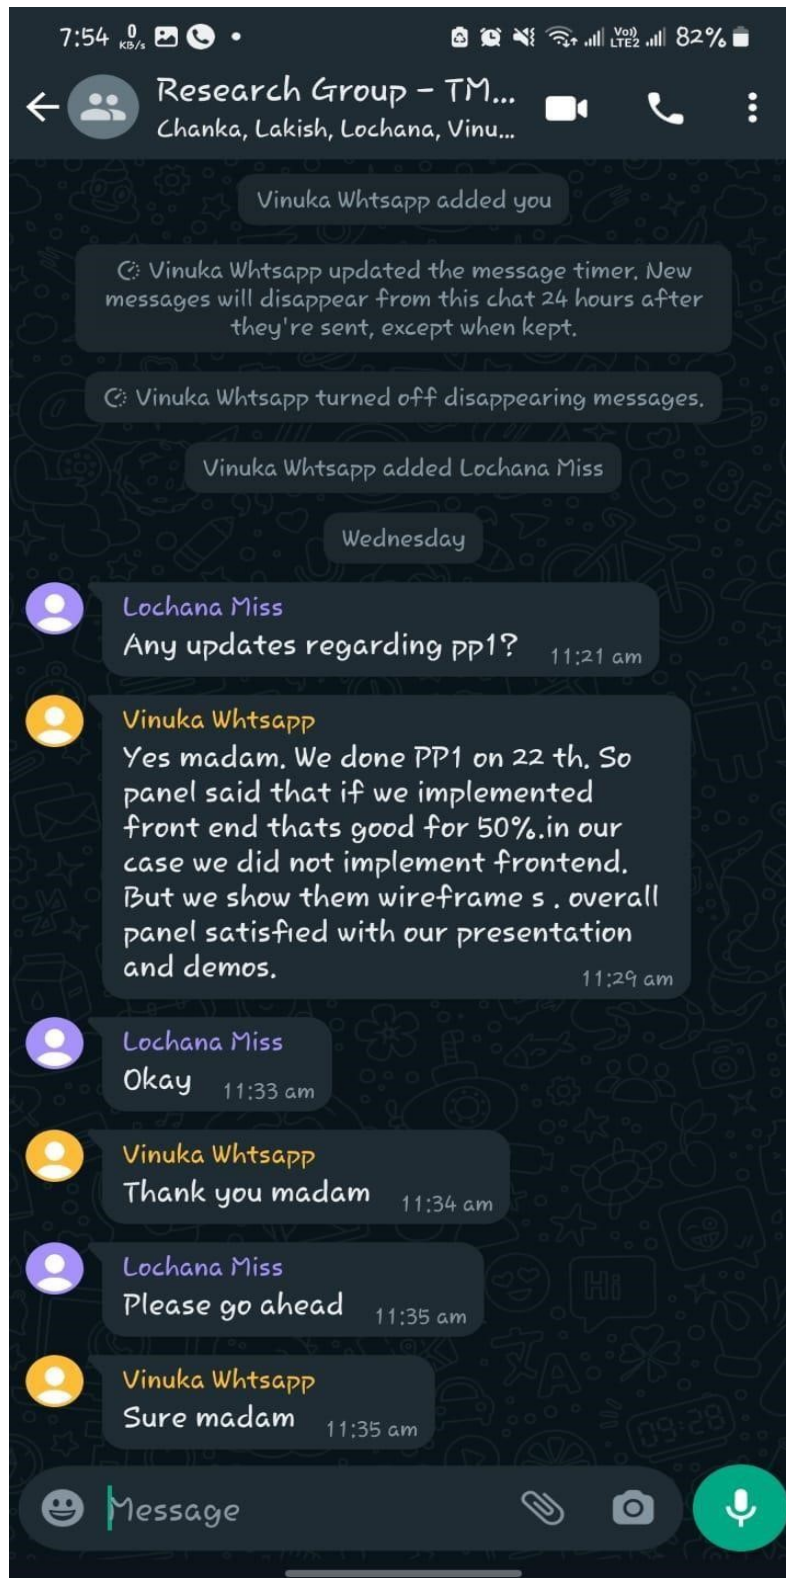 7:54 0 KB/s • Vo)) LTE2 82%
Research Group – TM...
Chanka, Lakish, Lochana, Vinu...
Vinuka Whtsapp added you
Vinuka Whtsapp updated the message timer. New
messages will disappear from this chat 24 hours after
they're sent, except when kept.
Vinuka Whtsapp turned off disappearing messages.
Vinuka Whtsapp added Lochana Miss
Wednesday
Lochana Miss
Any updates regarding pp1? 11:21 am
Vinuka Whtsapp
Yes madam. We done PP1 on 22 th. So
panel said that if we implemented
front end thats good for 50%.in our
case we did not implement frontend.
But we show them wireframe s . overall
panel satisfied with our presentation
and demos. 11:29 am
Lochana Miss
Okay 11:33 am
Vinuka Whtsapp
Thank you madam 11:34 am
Lochana Miss
Please go ahead 11:35 am
Vinuka Whtsapp
Sure madam 11:35 am
Message